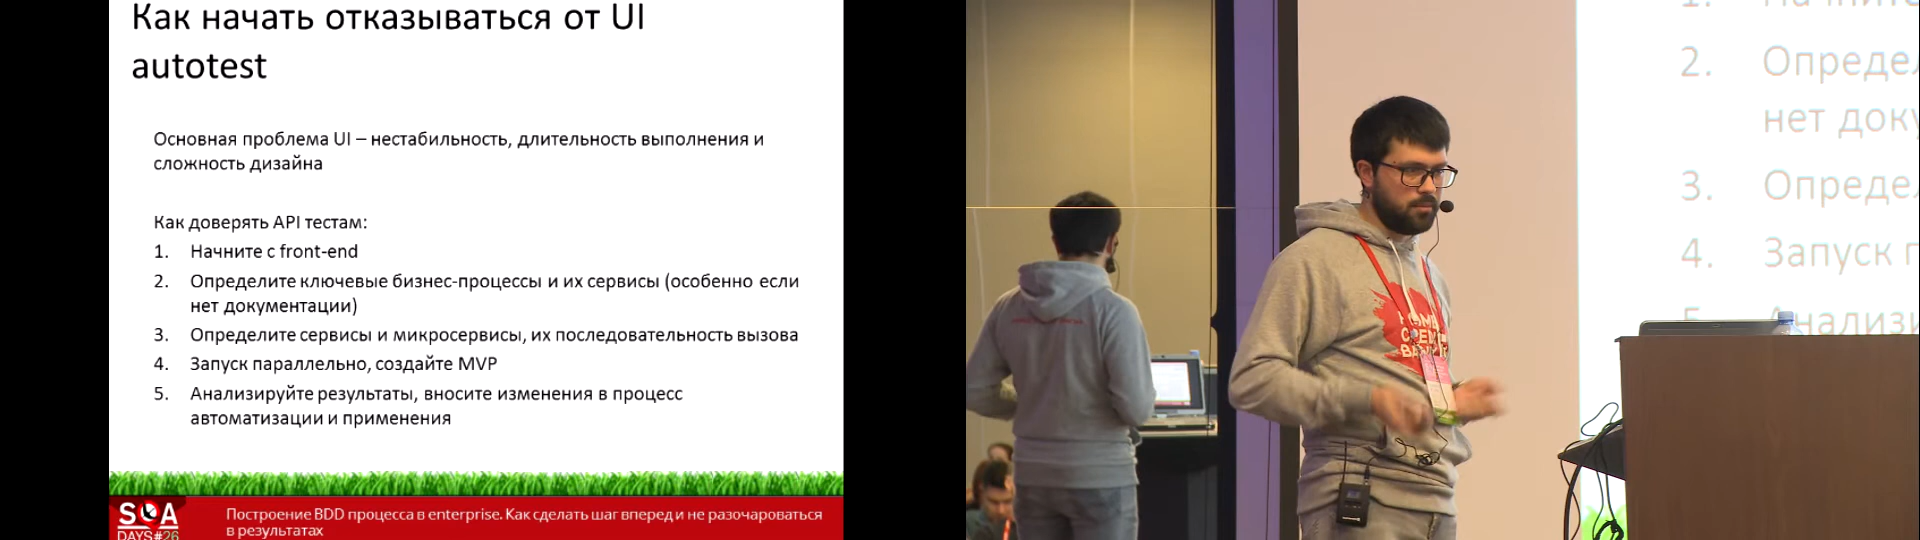 Как начать отказываться от UI
autotest
Основная проблема UI – нестабильность, длительность выполнения и
сложность дизайна
Как доверять API тестам:
1. Начните с front-end
2. Определите ключевые бизнес-процессы и их сервисы (особенно если
нет документации)
3. Определите сервисы и микросервисы, их последовательность вызова
4. Запуск параллельно, создайте MVP
5. Анализируйте результаты, вносите изменения в процесс
автоматизации и применения
SQA
DAYS#26
Построение BDD процесса в enterprise. Как сделать шаг вперед и не разочароваться
в результатах
2. Опреде
нет доку
3. Опреде
4. Запуск п
5. Анализи